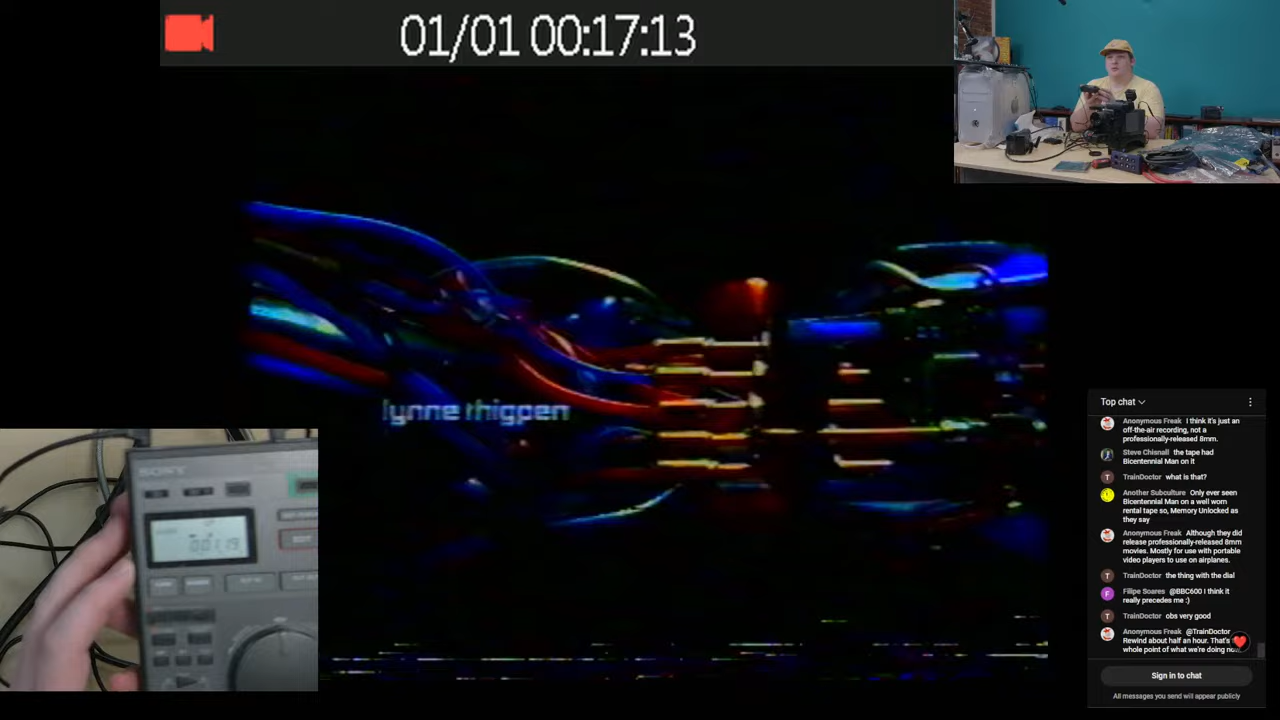 01/01 00:17:13
lynne thigpen
SONY
00:1:19
Top chat
Anonymous Freak I think it's just an
off-the-air recording, not a
professionally-released 8mm.
Steve Chisnall the tape had
Bicentennial Man on it
TrainDoctor what is that?
Another Subculture Only ever seen
Bicentennial Man on a well worn
rental tape so, Memory Unlocked as
they say
Anonymous Freak Although they did
release professionally-released 8mm
movies. Mostly for use with portable
video players to use on airplanes.
TrainDoctor the thing with the dial
Filipe Soares @BBC600 I think it
really precedes me :)
TrainDoctor obs very good
Anonymous Freak @TrainDoctor
Rewind about half an hour. That's
whole point of what we're doing
Sign in to chat
All messages you send will appear publicly